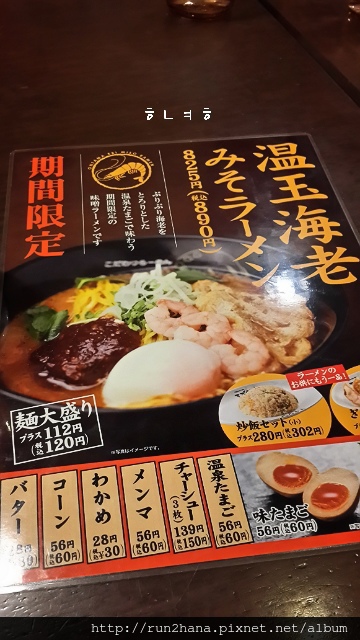 ㅎㄴㅕㅎ
温玉海老
みそラーメン
825円(税込890円)
ぷりぷり海老を
とろりとした
温泉たまごで味わう
期間限定の
味噌ラーメンです
期間限定
麺大盛り
プラス112円
(税込120円)
ラーメンの
お供にもう一品!
炒飯セット(小)
プラス280円(税込302円)
温泉たまご
56円
(税込60円)
チャーシュー
(3枚)
139円
(税込150円)
メンマ
56円
(税込60円)
わかめ
28円
(税込30)
コーン
56円
(税込60円)
バター
味たまご
56円(税込60円)
http://run2hana.pixnet.net/album